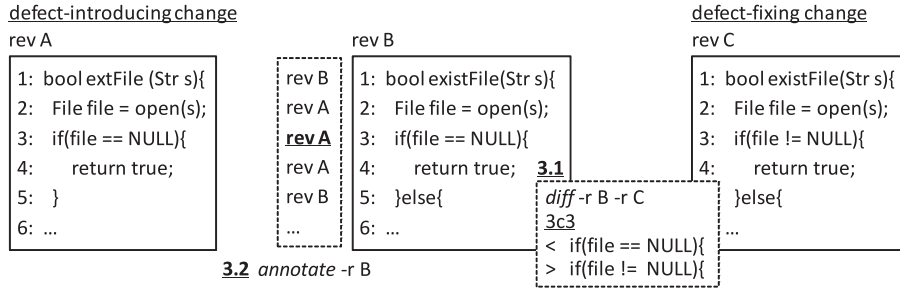 defect-introducing change
rev A
1: bool extFile (Str s){
2: File file = open(s);
3: if(file == NULL){
4: return true;
5: }
6: ...
rev B
rev A
rev A
rev A
rev B
...
3.2 annotate -r B
rev B
1: bool existFile(Str s){
2: File file = open(s);
3: if(file == NULL){
4: return true;
5: }else{
6: ...
3.1
diff -r B -r C
3c3
< if(file == NULL){
> if(file != NULL){
defect-fixing change
rev C
1: bool existFile(Str s){
2: File file = open(s);
3: if(file != NULL){
4: return true;
}else{
...